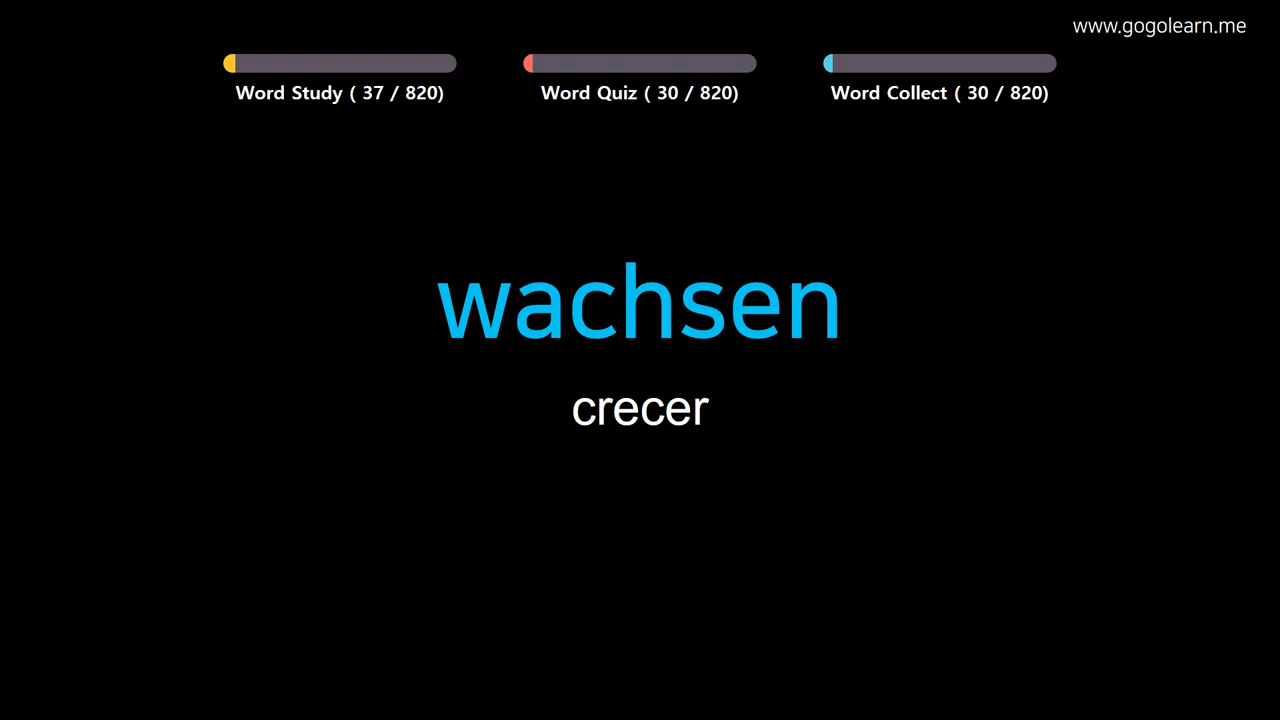 www.gogolearn.me
Word Study ( 37 / 820)
Word Quiz ( 30 / 820)
Word Collect ( 30 / 820)
wachsen
crecer